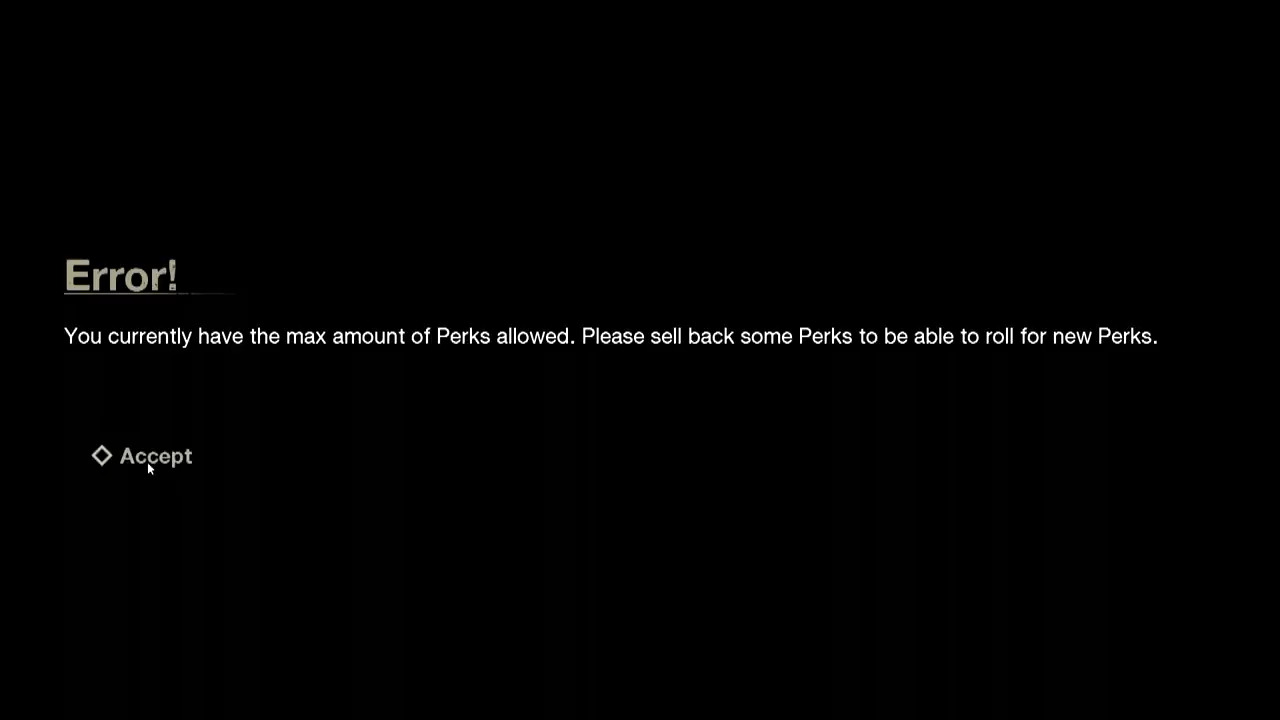 Error!
You currently have the max amount of Perks allowed. Please sell back some Perks to be able to roll for new Perks.
Accept